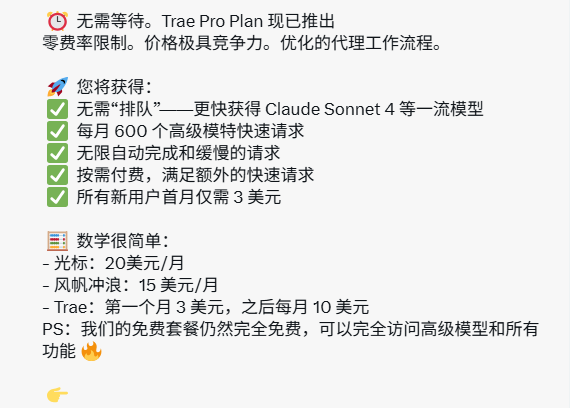 ⏰ 无需等待。Trae Pro Plan 现已推出
零费率限制。价格极具竞争力。优化的代理工作流程。
🚀 您将获得：
✅ 无需“排队”——更快获得 Claude Sonnet 4 等一流模型
✅ 每月 600 个高级模特快速请求
✅ 无限自动完成和缓慢的请求
✅ 按需付费，满足额外的快速请求
✅ 所有新用户首月仅需 3 美元
🧮 数学很简单：
- 光标：20美元/月
- 风帆冲浪：15 美元/月
- Trae：第一个月 3 美元，之后每月 10 美元
PS：我们的免费套餐仍然完全免费，可以完全访问高级模型和所有
功能 🔥
👉